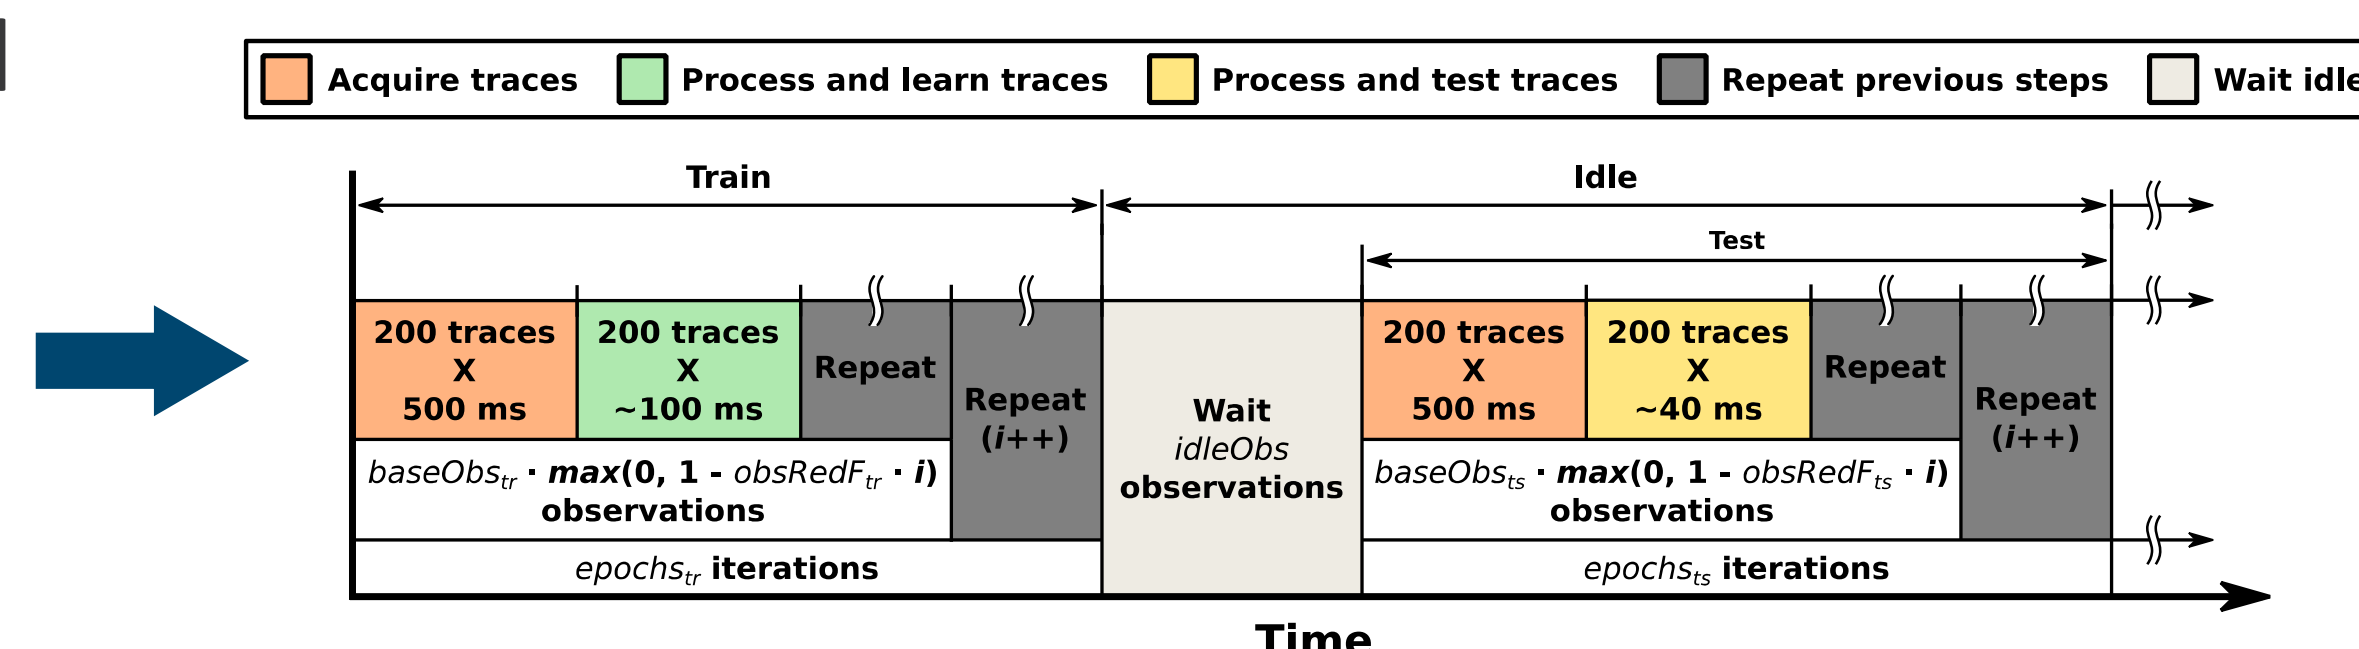 Acquire traces Process and learn traces Process and test traces Repeat previous steps Wait idle
Train Idle
Test
200 traces
X
500 ms
200 traces
X
~100 ms
Repeat
Repeat
(i++)
baseObs_tr · max(0, 1 - obsRedF_tr · i)
observations
epochs_tr iterations
Wait
idleObs
observations
200 traces
X
500 ms
200 traces
X
~40 ms
Repeat
Repeat
(i++)
baseObs_ts · max(0, 1 - obsRedF_ts · i)
observations
epochs_ts iterations
Time